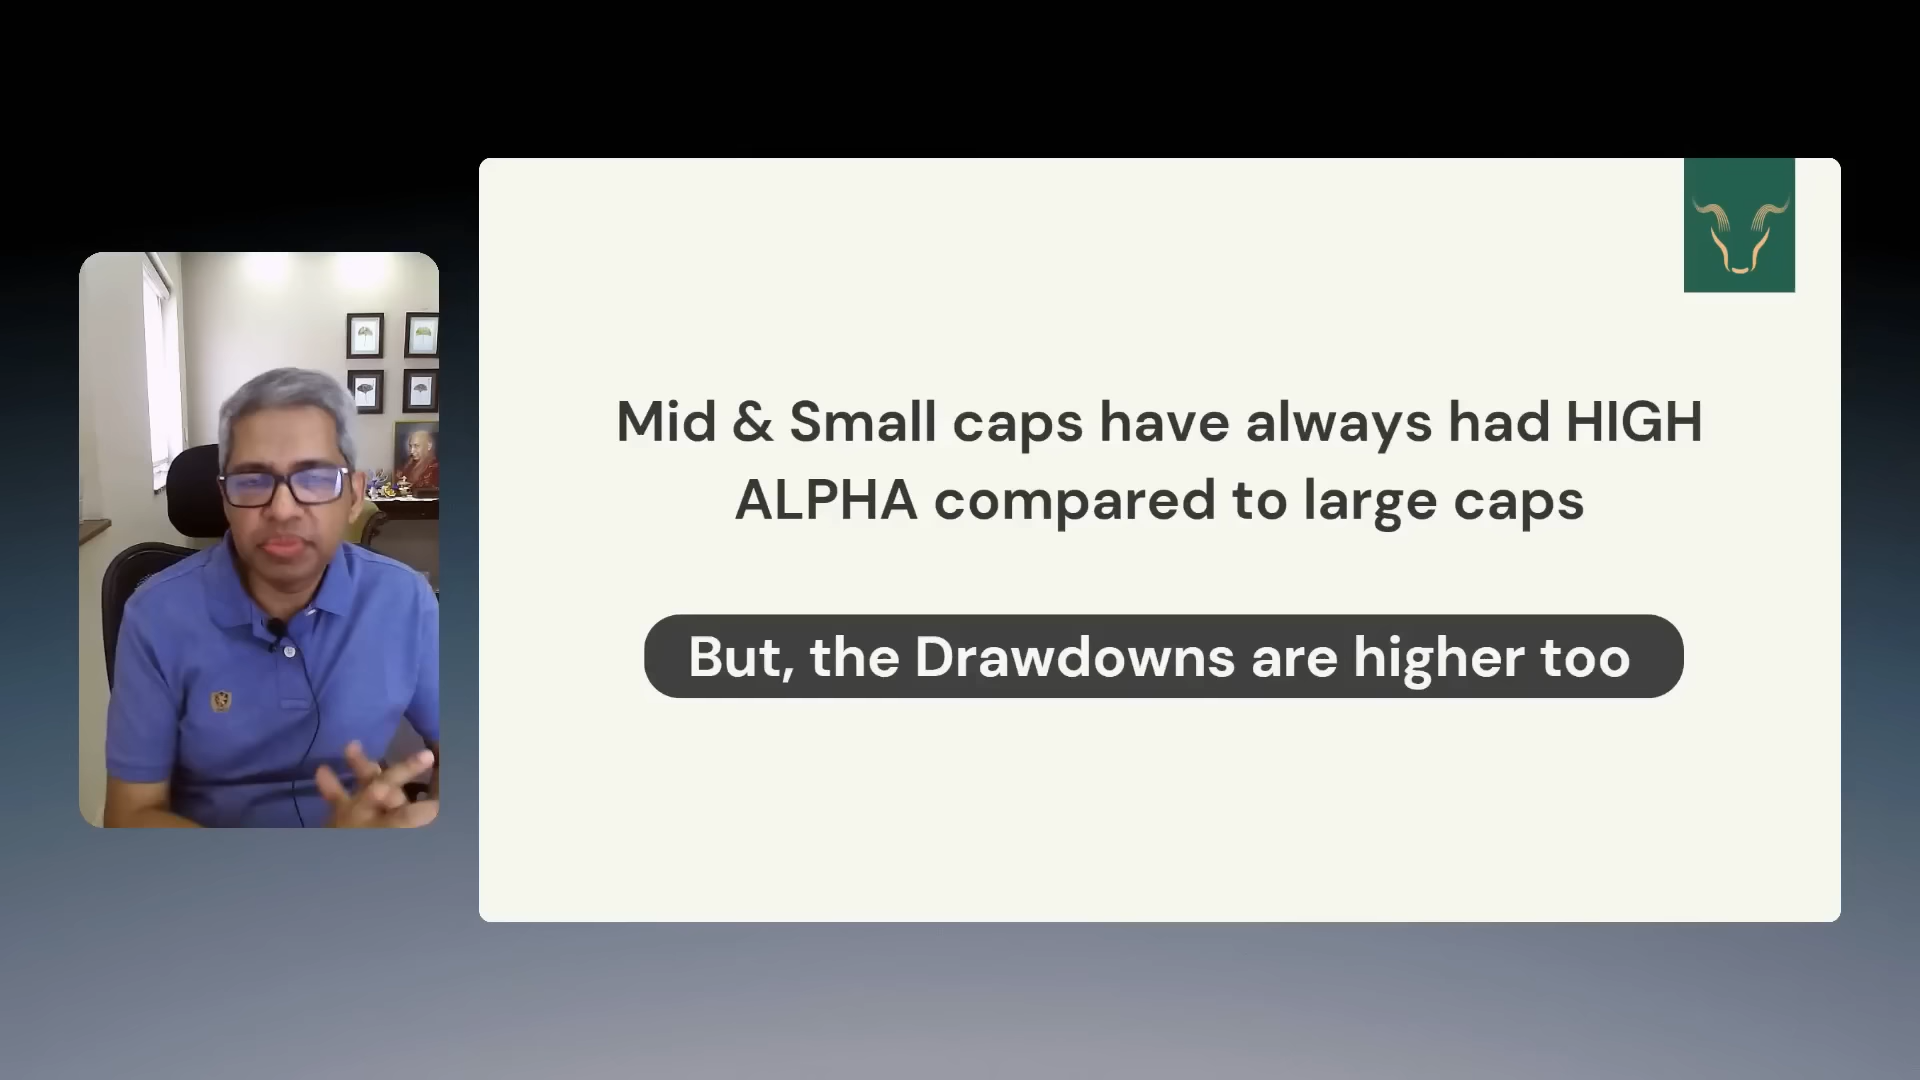 Mid & Small caps have always had HIGH
ALPHA compared to large caps
But, the Drawdowns are higher too